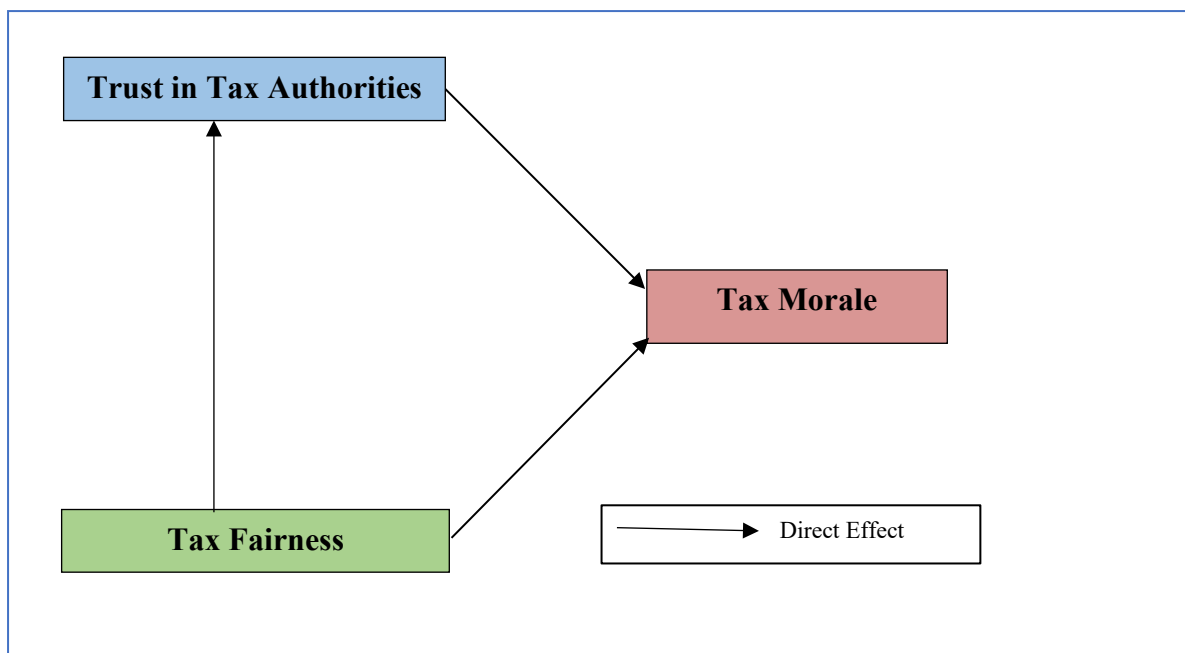 Trust in Tax Authorities
Tax Morale
Tax Fairness
Direct Effect